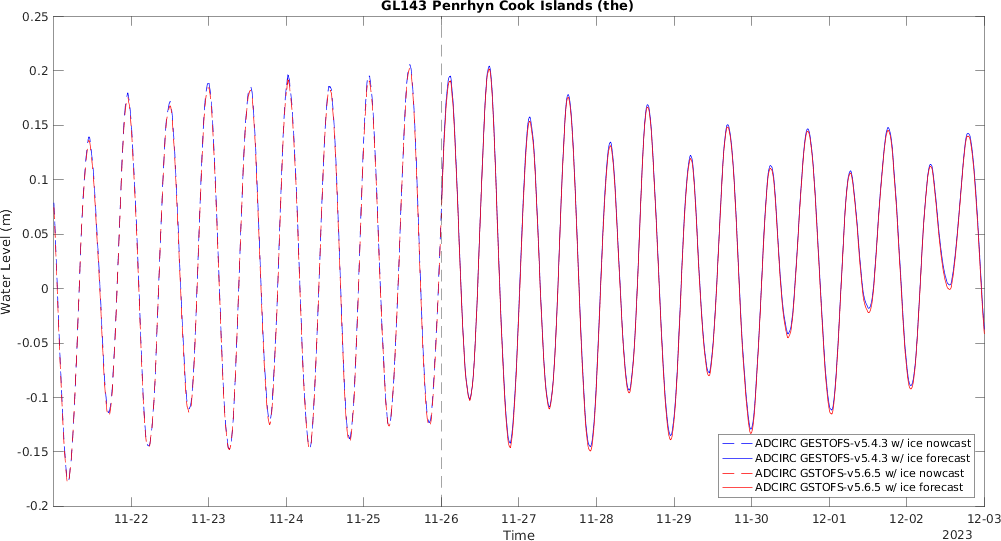 GL143 Penrhyn Cook Islands (the)
0.25
0.2
0.15
0.1
0.05
0
-0.05
-0.1
-0.15
-0.2
Water Level (m)
ADCIRC GESTOFS-v5.4.3 w/ ice nowcast
ADCIRC GESTOFS-v5.4.3 w/ ice forecast
ADCIRC GSTOFS-v5.6.5 w/ ice nowcast
ADCIRC GSTOFS-v5.6.5 w/ ice forecast
11-22 11-23 11-24 11-25 11-26 11-27 11-28 11-29 11-30 12-01 12-02 12-03
Time
2023